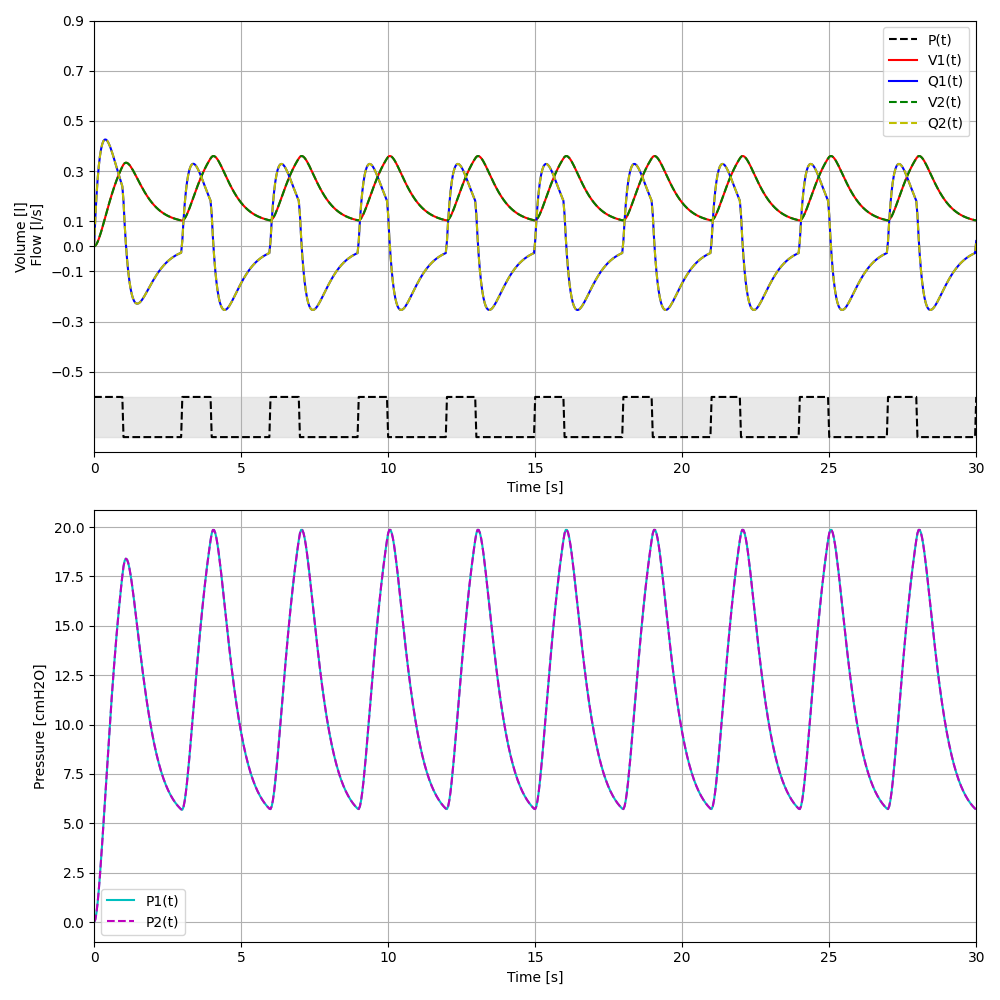 0.9
0.7
0.5
0.3
0.1
0.0
−0.1
−0.3
−0.5
Volume [l]
Flow [l/s]
P(t)
V1(t)
Q1(t)
V2(t)
Q2(t)
0 5 10 15 20 25 30
Time [s]
20.0
17.5
15.0
12.5
10.0
7.5
5.0
2.5
0.0
Pressure [cmH2O]
P1(t)
P2(t)
0 5 10 15 20 25 30
Time [s]